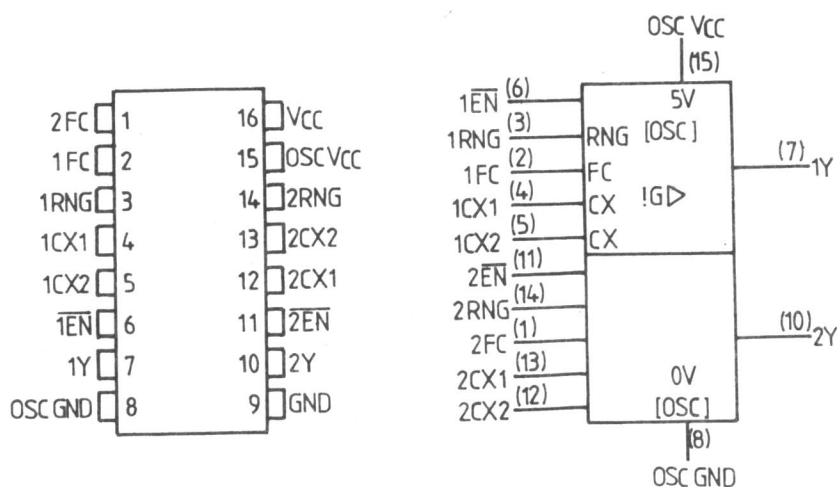 2FC 1 16 VCC
1FC 2 15 OSC VCC
1RNG 3 14 2RNG
1CX1 4 13 2CX2
1CX2 5 12 2CX1
1EN 6 11 2EN
1Y 7 10 2Y
OSC GND 8 9 GND
OSC VCC
(15)
1EN (6) 5V
1RNG (3) RNG [OSC]
1FC (2) FC (7) 1Y
1CX1 (4) CX !G▷
1CX2 (5) CX
2EN (11)
2RNG (14)
2FC (1) (10) 2Y
2CX1 (13) 0V
2CX2 (12) [OSC]
(8)
OSC GND